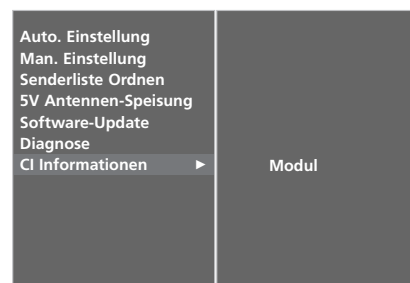 Auto. Einstellung
Man. Einstellung
Senderliste Ordnen
5V Antennen-Speisung
Software-Update
Diagnose
CI Informationen ►
Modul